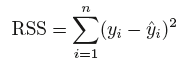 RSS = \sum_{i=1}^{n} (y_i - \hat{y}_i)^2